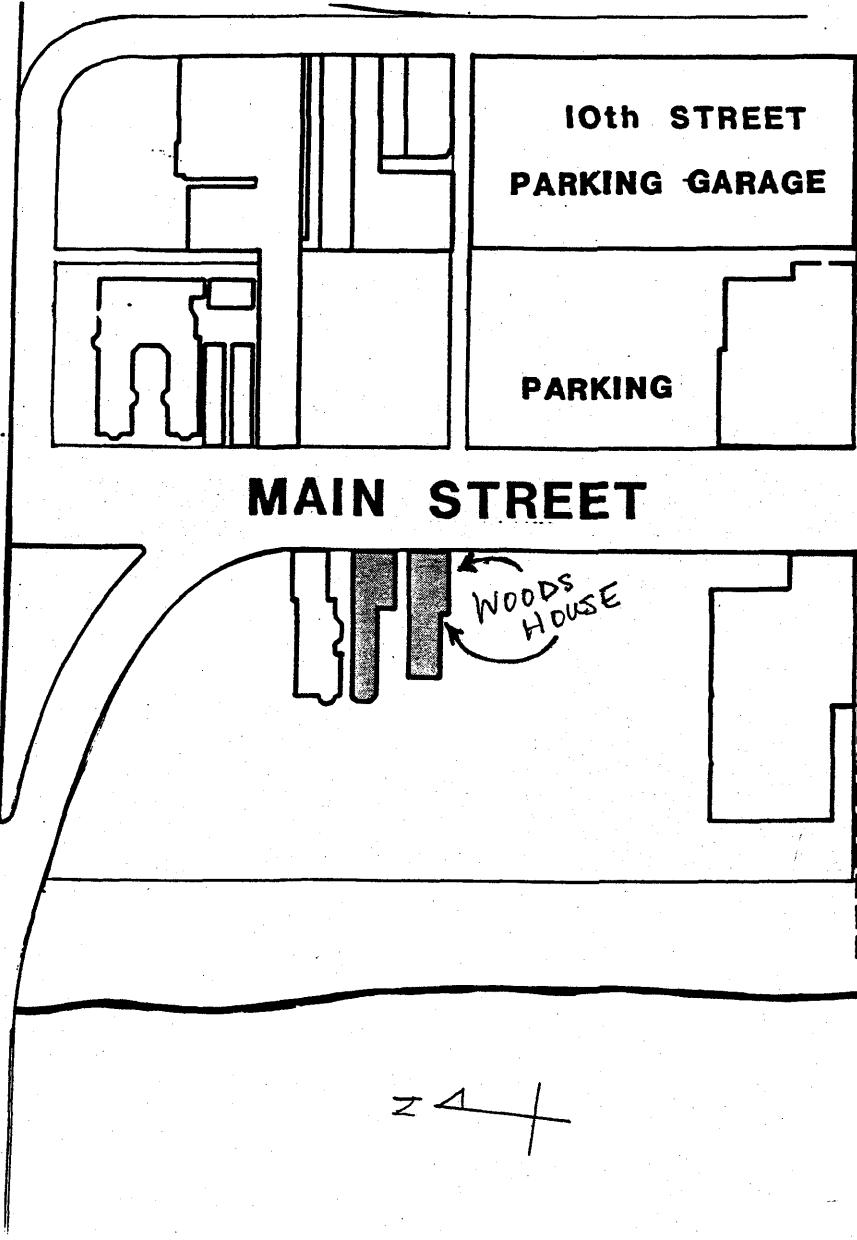 10th STREET
PARKING GARAGE
PARKING
MAIN STREET
WOODS
HOUSE
N